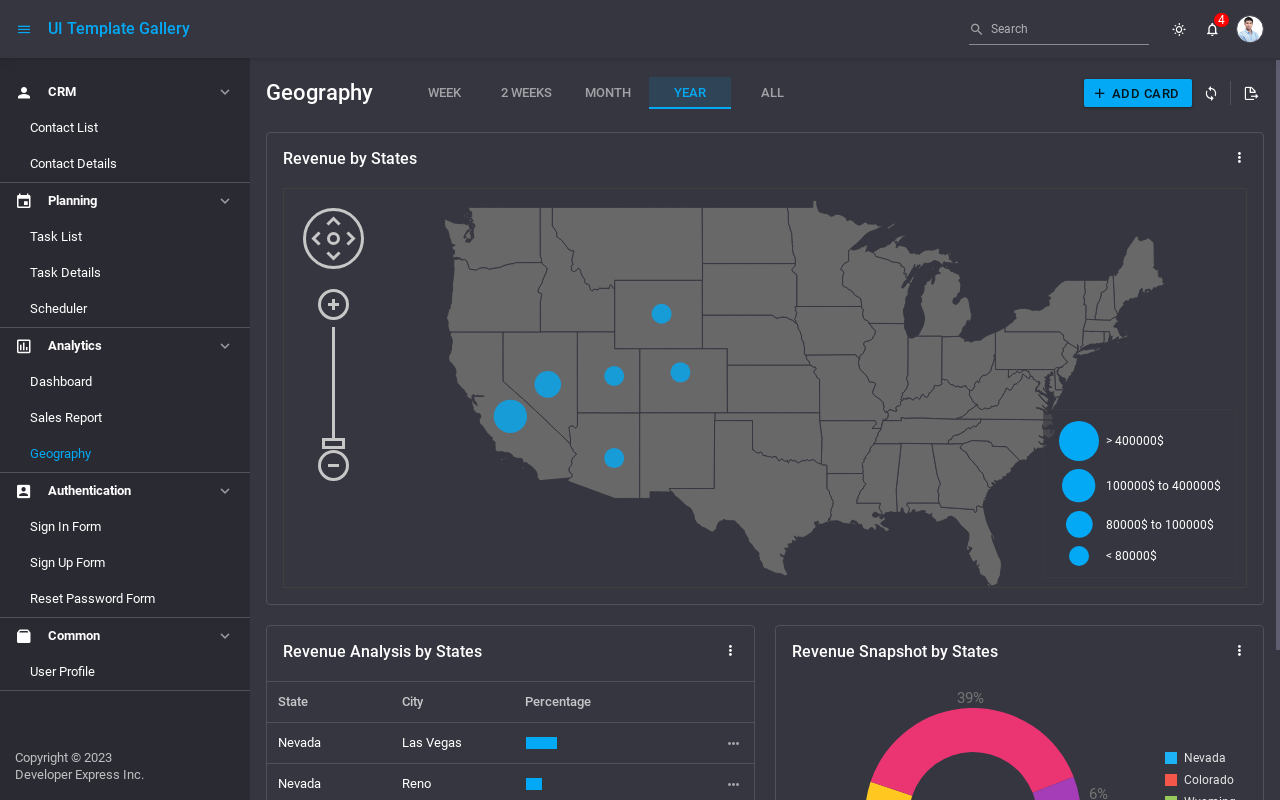 UI Template Gallery
Search
4
CRM
Contact List
Contact Details
Planning
Task List
Task Details
Scheduler
Analytics
Dashboard
Sales Report
Geography
Authentication
Sign In Form
Sign Up Form
Reset Password Form
Common
User Profile
Copyright © 2023
Developer Express Inc.
Geography
WEEK
2 WEEKS
MONTH
YEAR
ALL
ADD CARD
Revenue by States
> 400000$
100000$ to 400000$
80000$ to 100000$
< 80000$
Revenue Analysis by States
State City Percentage
Nevada Las Vegas
Nevada Reno
Revenue Snapshot by States
39%
6%
Nevada
Colorado
Wyoming